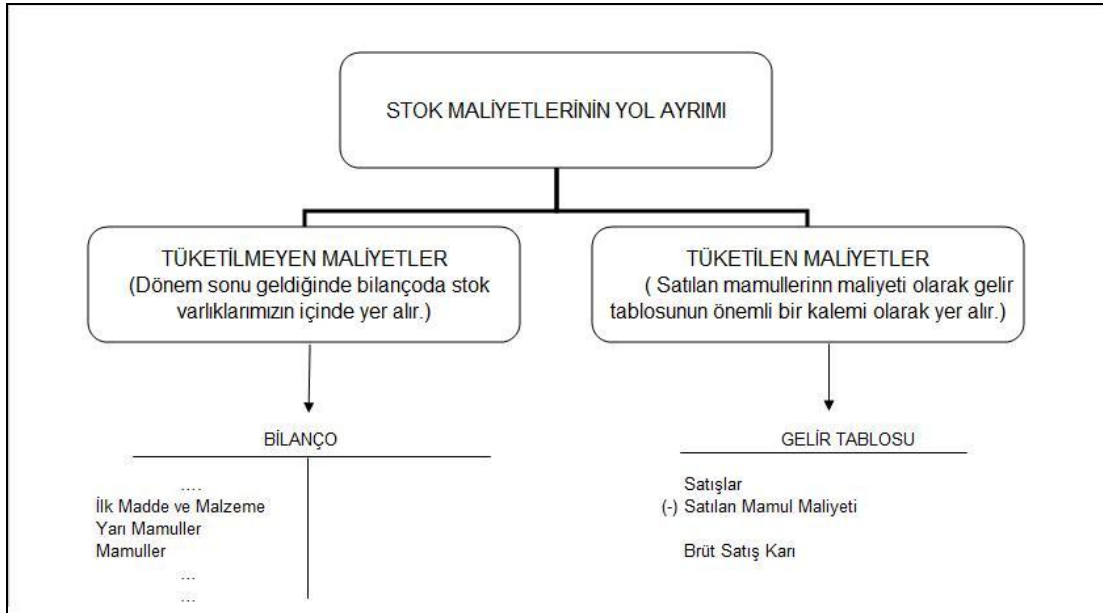 STOK MALİYETLERİNİN YOL AYRIMI
TÜKETİLMEYEN MALİYETLER
(Dönem sonu geldiğinde bilançoda stok
varlıklarımızın içinde yer alır.)
TÜKETİLEN MALİYETLER
( Satılan mamullerinn maliyeti olarak gelir
tablosunun önemli bir kalemi olarak yer alır.)
BİLANÇO
....
İlk Madde ve Malzeme
Yarı Mamuller
Mamuller
...
...
GELİR TABLOSU
Satışlar
(-) Satılan Mamul Maliyeti
Brüt Satış Karı